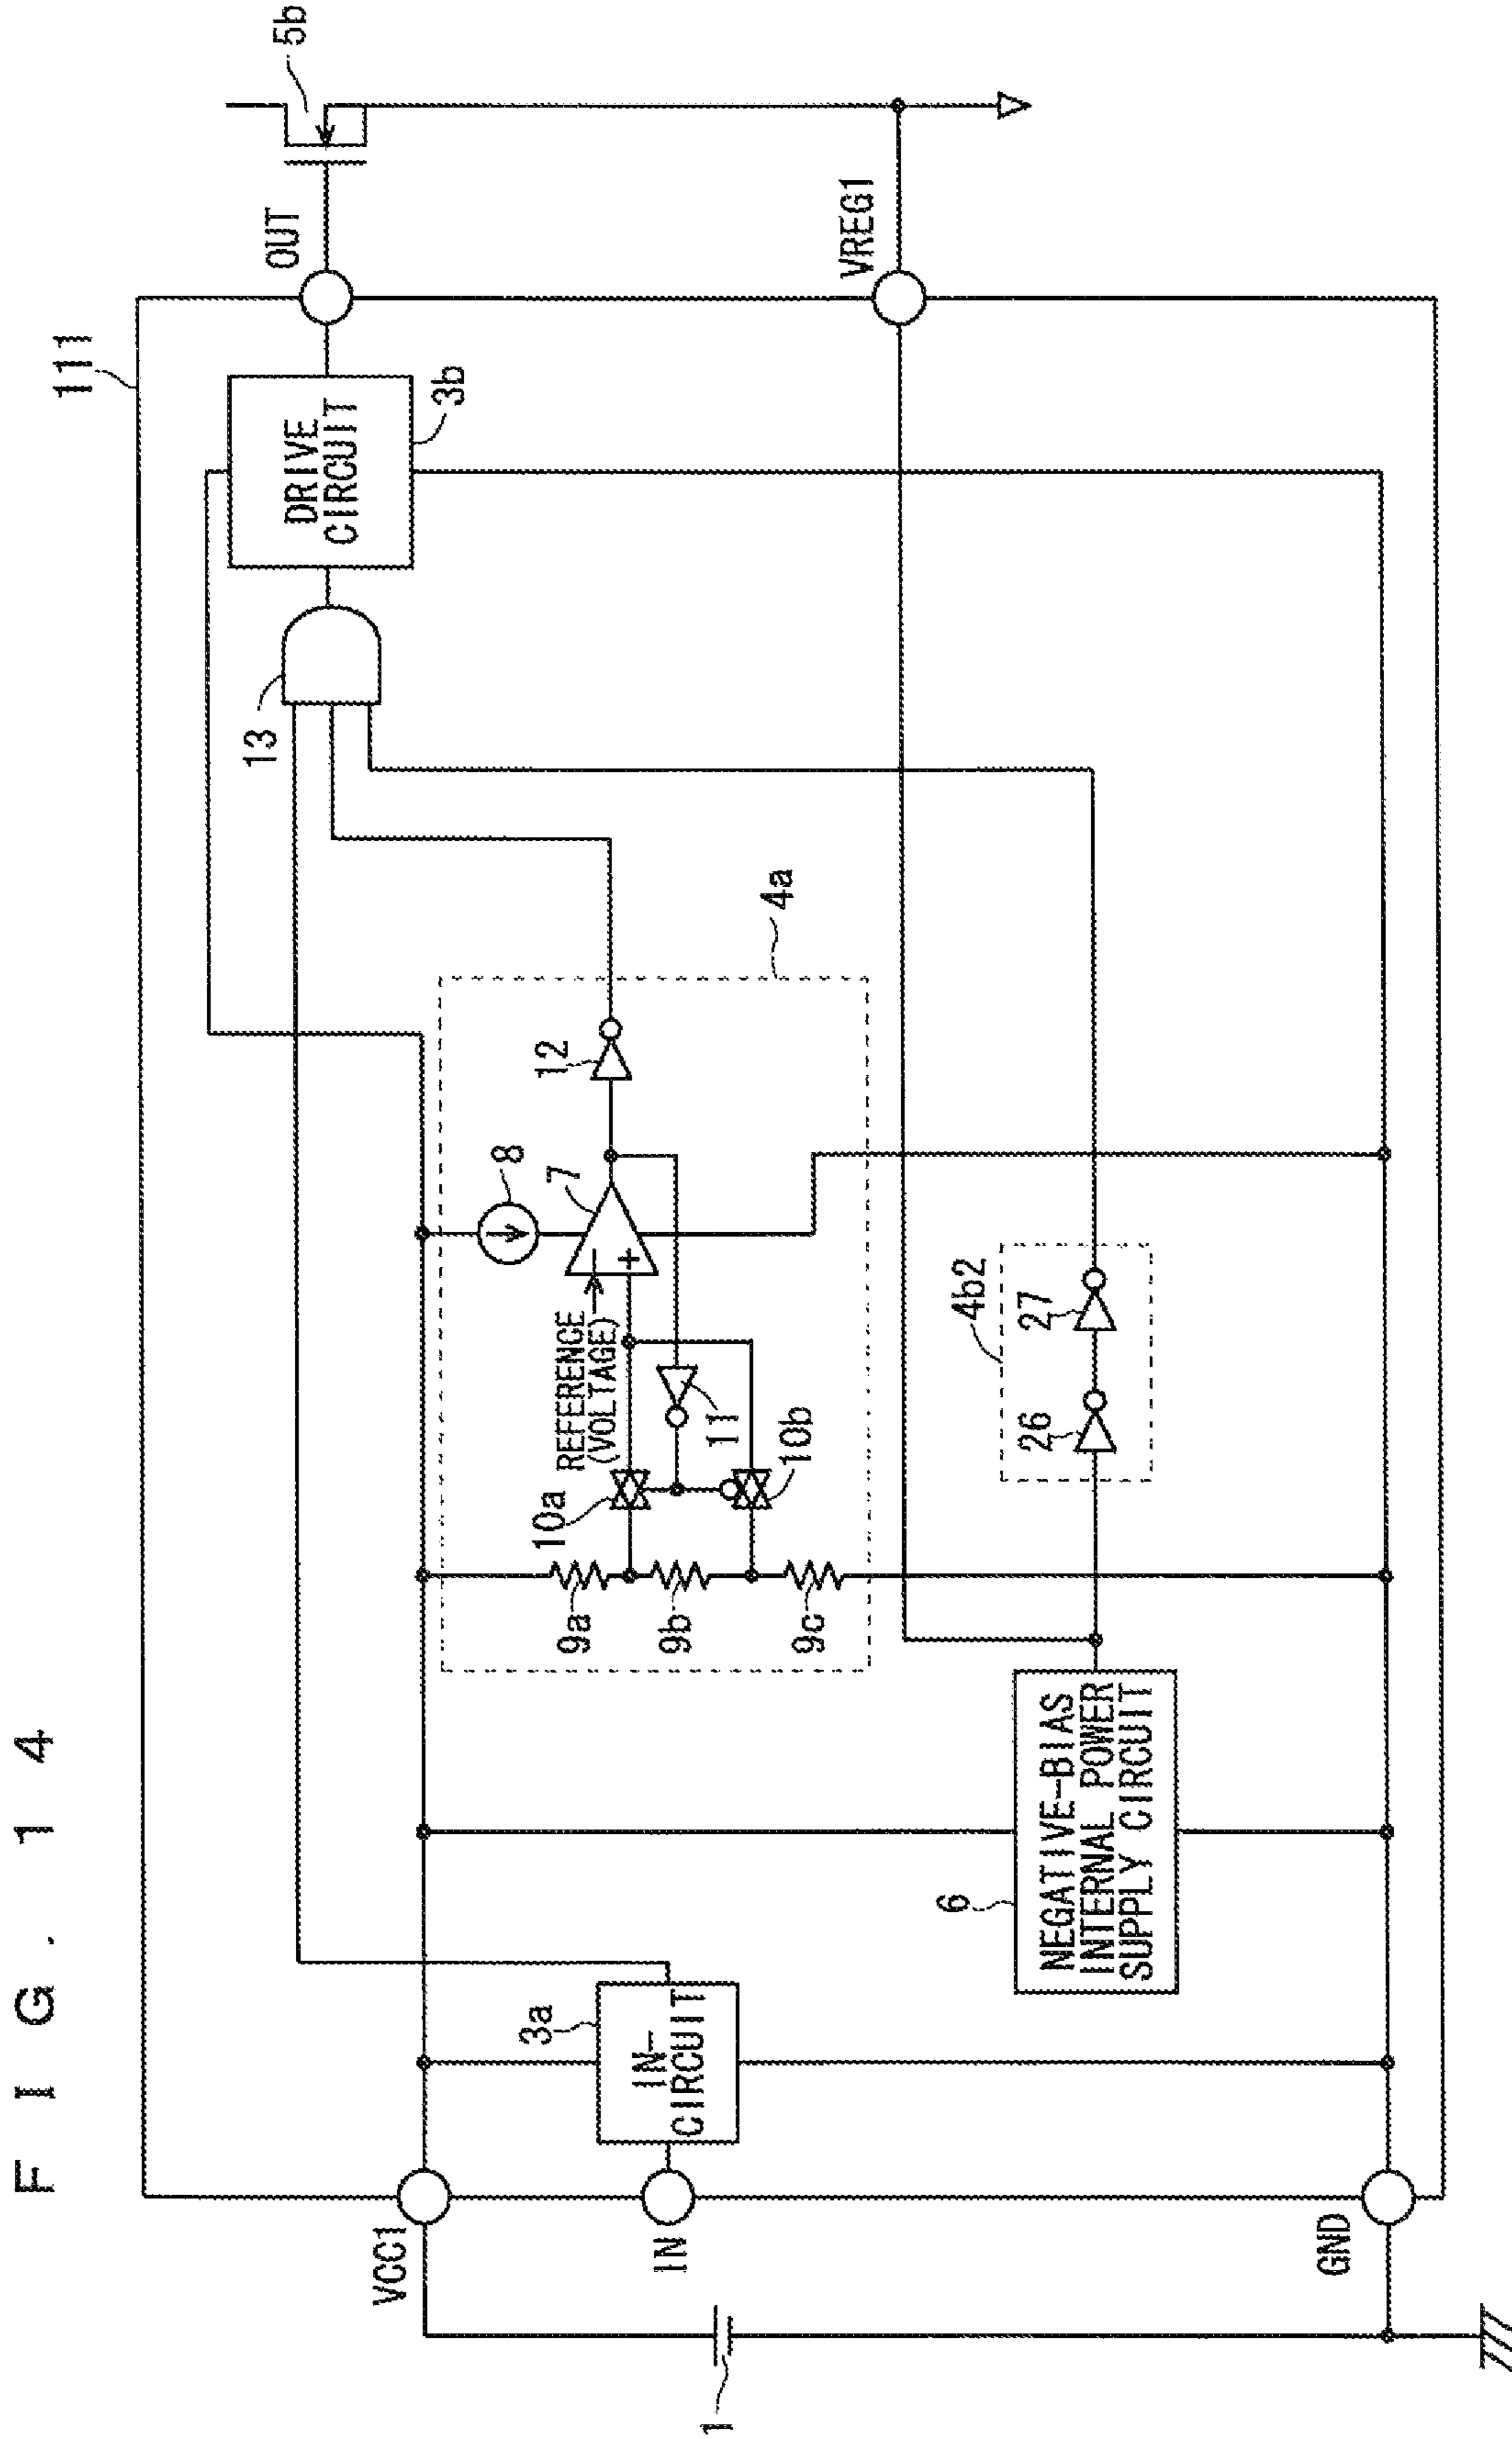 FIG. 14
111
VCC1
IN
GND
1
3a
IN-
CIRCUIT
6
NEGATIVE-BIAS
INTERNAL POWER
SUPPLY CIRCUIT
9a
9b
9c
10a
10b
11
REFERENCE
(VOLTAGE)
-
+
7
8
12
4a
4b2
26
27
13
DRIVE
CIRCUIT
3b
OUT
VREG1
5b